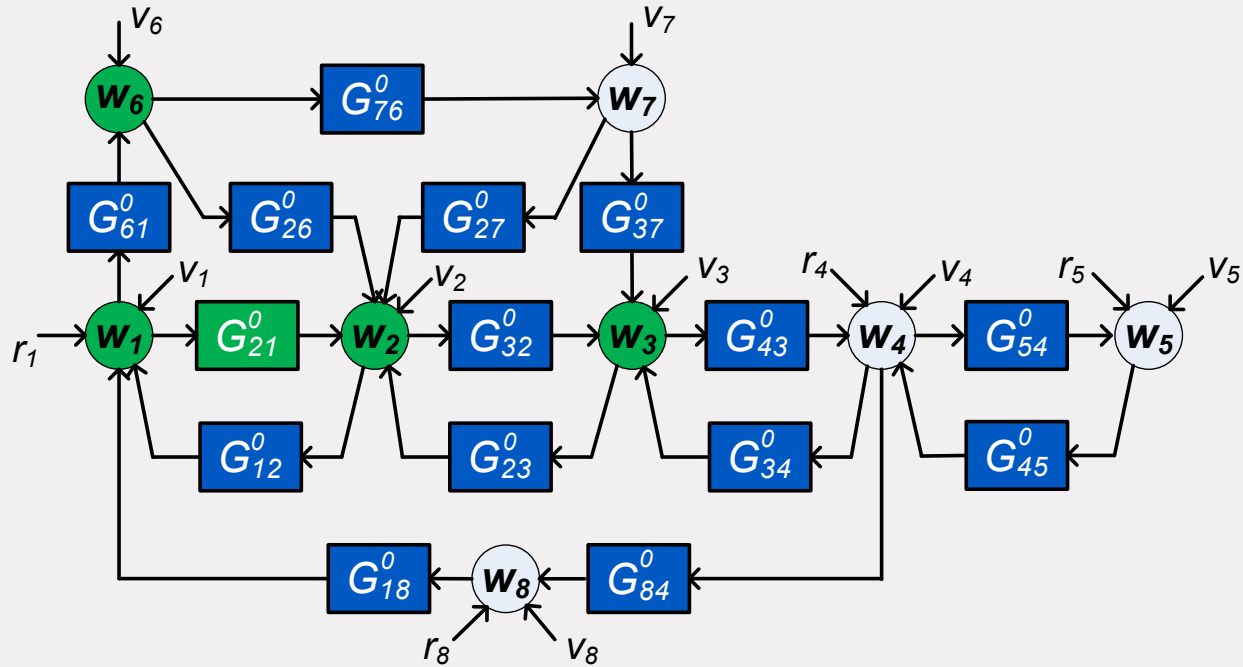 v6 v7
w6 G^0_76 w7
G^0_61 G^0_26 G^0_27 G^0_37
v1 v2 v3 r4 v4 r5 v5
r1 w1 G^0_21 w2 G^0_32 w3 G^0_43 w4 G^0_54 w5
G^0_12 G^0_23 G^0_34 G^0_45
G^0_18 w8 G^0_84
r8 v8